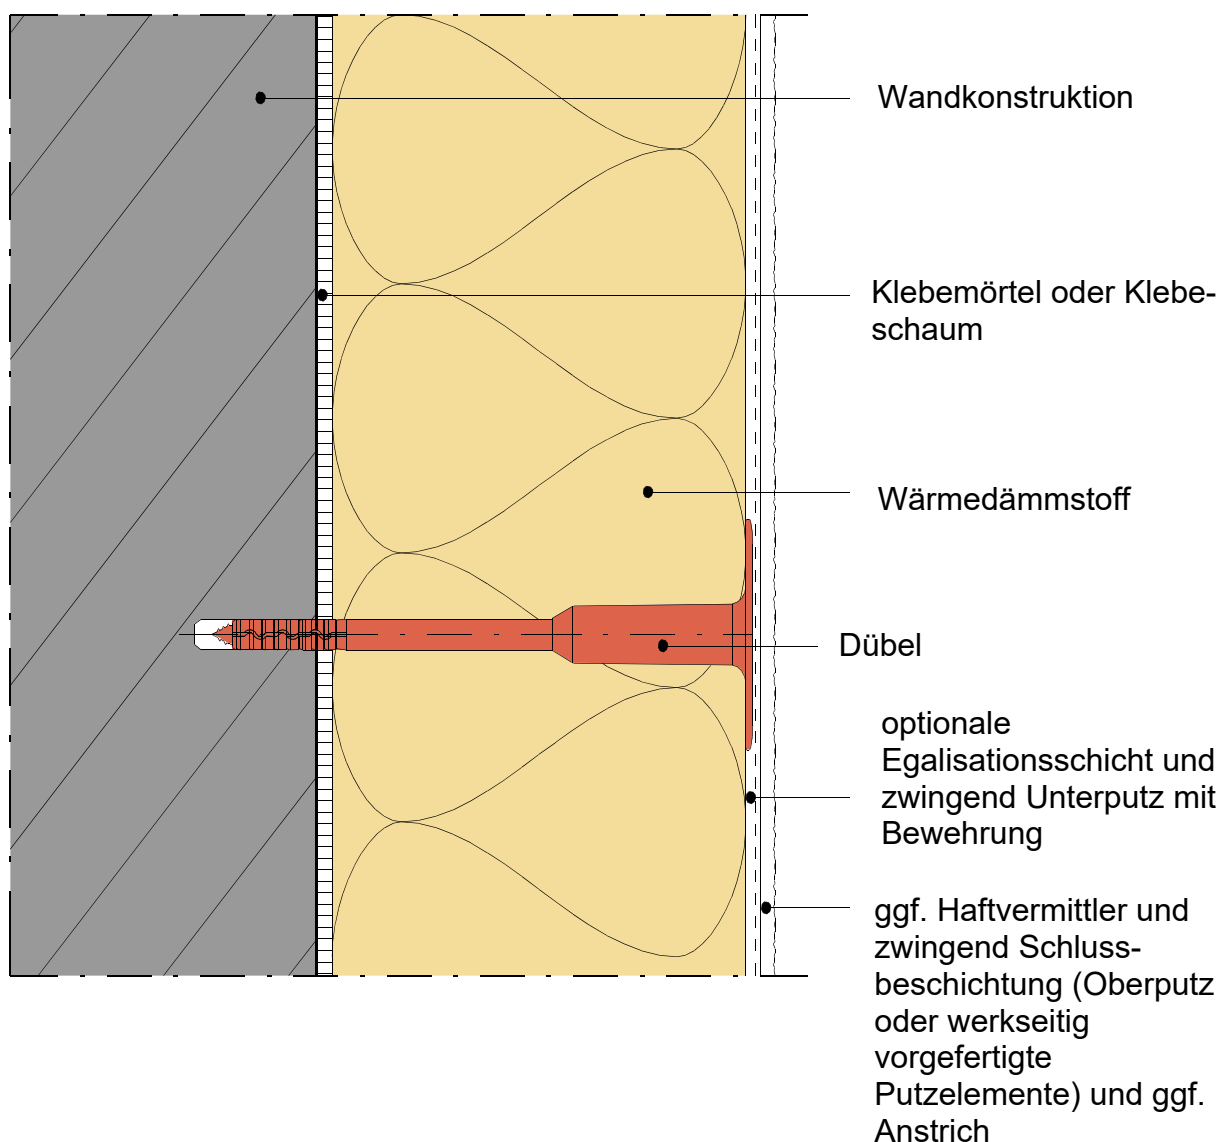 Wandkonstruktion
Klebemörtel oder Klebe-
schaum
Wärmedämmstoff
Dübel
optionale
Egalisationsschicht und
zwingend Unterputz mit
Bewehrung
ggf. Haftvermittler und
zwingend Schluss-
beschichtung (Oberputz
oder werkseitig
vorgefertigte
Putzelemente) und ggf.
Anstrich